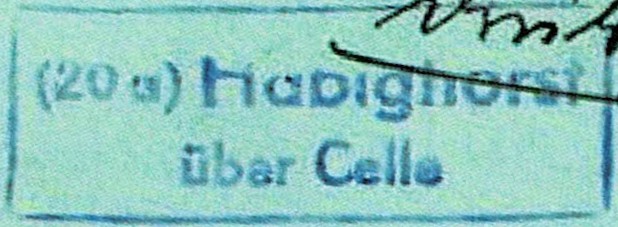 (20 a) Habighorst
über Celle